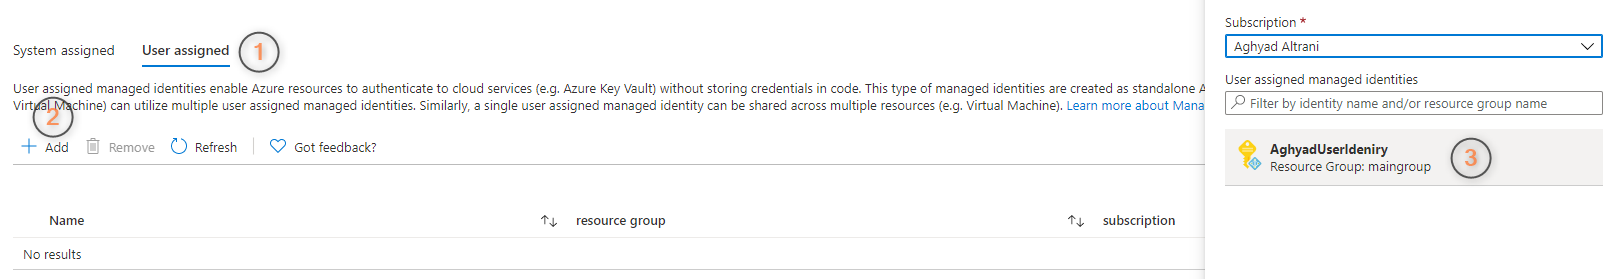 System assigned
User assigned
1
User assigned managed identities enable Azure resources to authenticate to cloud services (e.g. Azure Key Vault) without storing credentials in code. This type of managed identities are created as standalone A
Virtual Machine) can utilize multiple user assigned managed identities. Similarly, a single user assigned managed identity can be shared across multiple resources (e.g. Virtual Machine). Learn more about Mana
2
Add Remove Refresh Got feedback?
Name resource group subscription
No results
Subscription *
Aghyad Altrani
User assigned managed identities
Filter by identity name and/or resource group name
AghyadUserIdeniry
Resource Group: maingroup
3